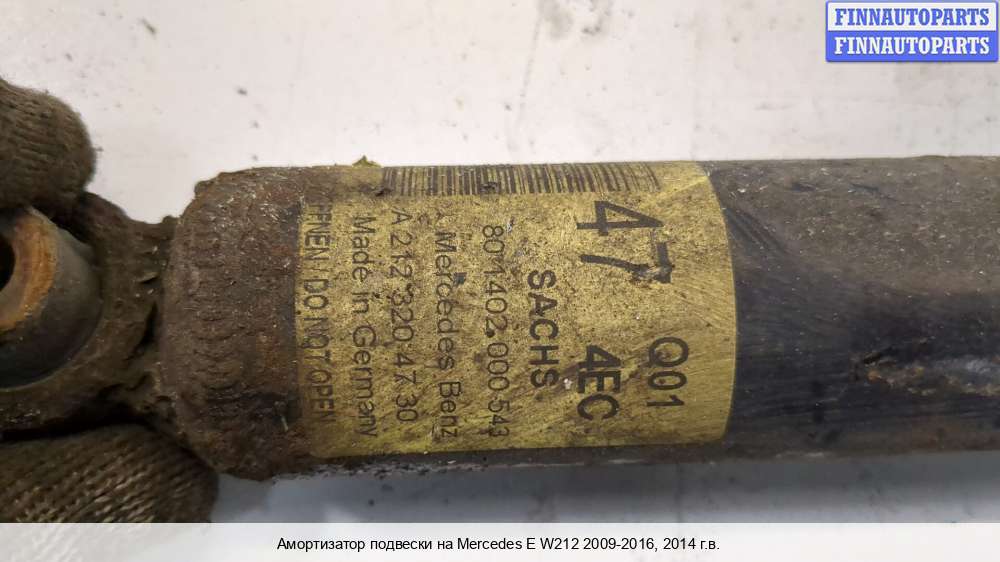 FINNAUTOPARTS
FINNAUTOPARTS
47 Q01
4EC
SACHS
801402 000 543
Mercedes Benz
A 212 320 47 30
Made in Germany
FFNEN / DO NOT OPEN
Амортизатор подвески на Mercedes E W212 2009-2016, 2014 г.в.